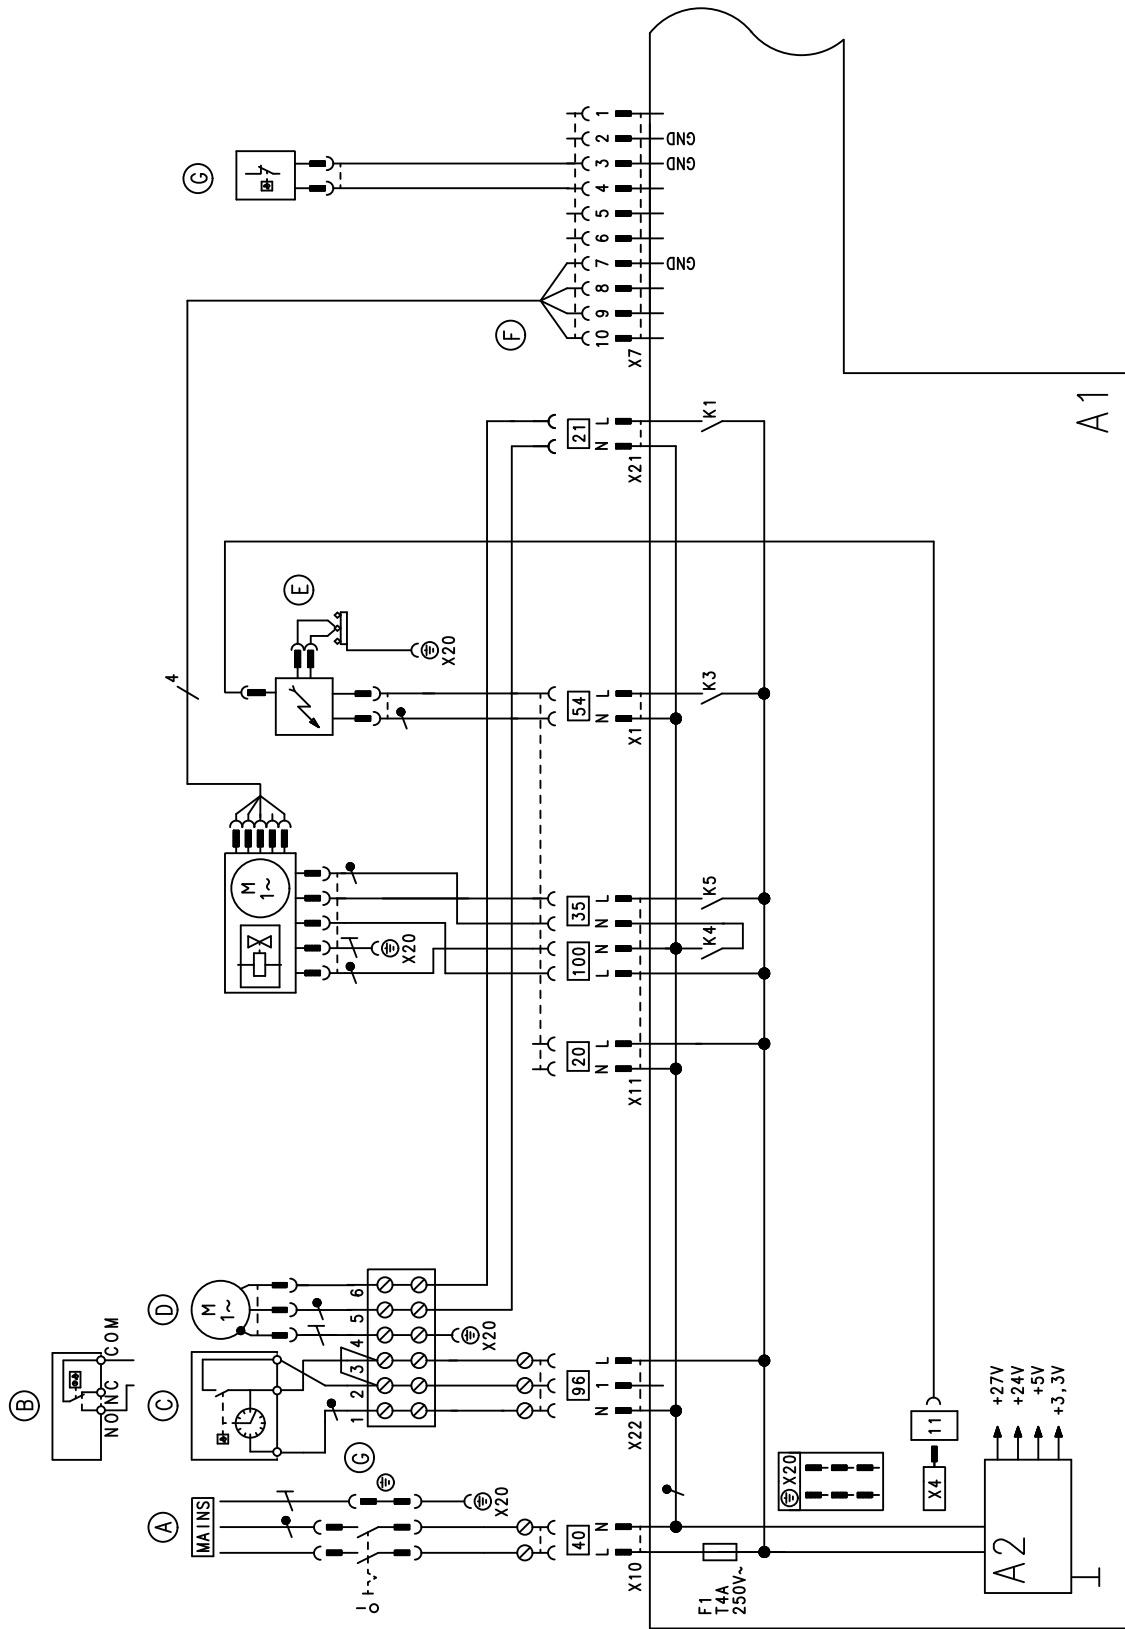 A
MAINS
X20
40
L N
X10
F1
T4A
250V~
B
NO NC COM
C
G
1 2 3 4 5 6
X20
96
N 1 L
X22
D
M
1~
20
N L
X11
100
L N
35
N L
K4
K5
M
1~
X20
4
E
X20
54
N L
X1
K3
21
N L
X21
K1
F
G
10 9 8 7 6 5 4 3 2 1
X7
GND
GND
GND
A1
X20
X4
11
A2
+27V
+24V
+5V
+3,3V